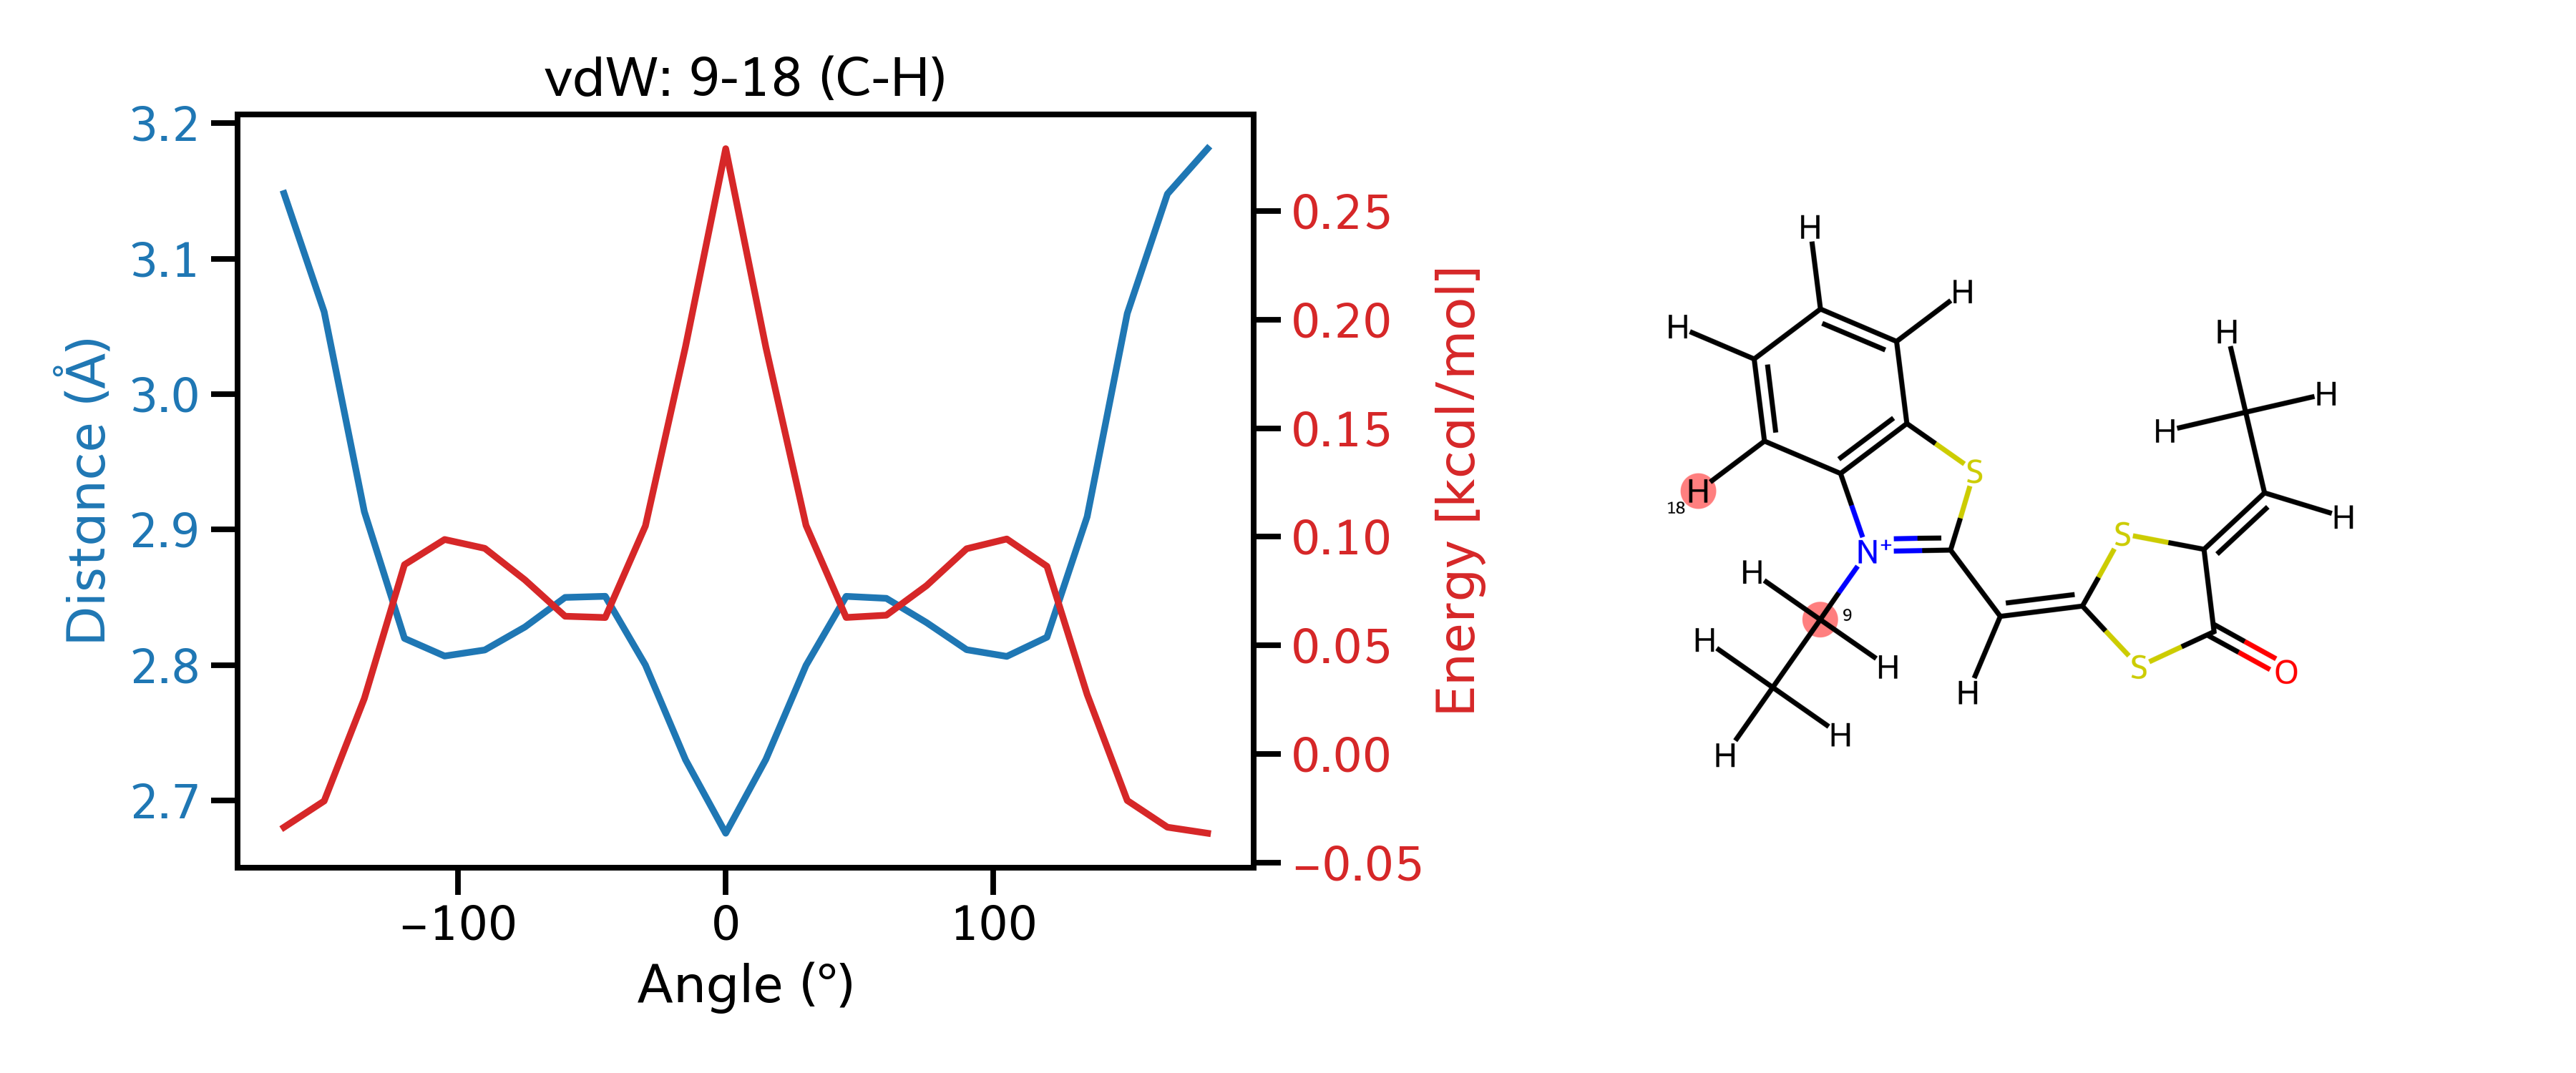 vdW: 9-18 (C-H)
3.2
3.1
3.0
2.9
2.8
2.7
Distance (Å)
−100
0
100
Angle (°)
0.25
0.20
0.15
0.10
0.05
0.00
−0.05
Energy [kcal/mol]
H
H
H
H
H
H
S
H
18
H
S
N+
H
9
H
H
S
O
H
H
H